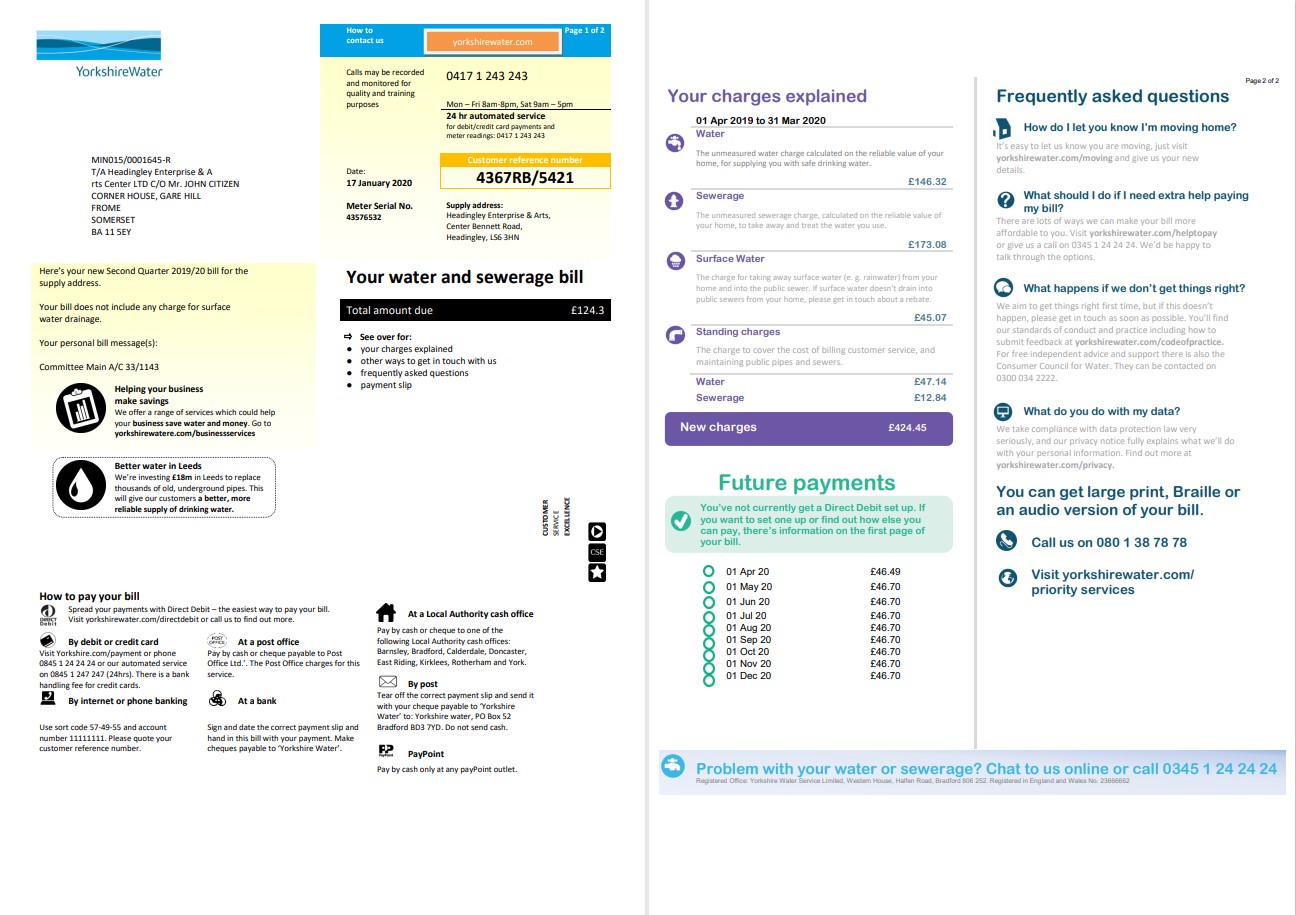 YorkshireWater
How to
contact us
yorkshirewater.com
Page 1 of 2
Calls may be recorded
and monitored for
quality and training
purposes
0417 1 243 243
Mon – Fri 8am-8pm, Sat 9am – 5pm
24 hr automated service
for debit/credit card payments and
meter readings: 0417 1 243 243
Customer reference number
4367RB/5421
Date:
17 January 2020
Meter Serial No.
43576532
Supply address:
Headingley Enterprise & Arts,
Center Bennett Road,
Headingley, LS6 3HN
MIN015/0001645-R
T/A Headingley Enterprise & A
rts Center LTD C/O Mr. JOHN CITIZEN
CORNER HOUSE, GARE HILL
FROME
SOMERSET
BA 11 5EY
Here's your new Second Quarter 2019/20 bill for the
supply address.
Your bill does not include any charge for surface
water drainage.
Your personal bill message(s):
Committee Main A/C 33/1143
Helping your business
make savings
We offer a range of services which could help
your business save water and money. Go to
yorkshirewatere.com/businessservices
Better water in Leeds
We're investing £18m in Leeds to replace
thousands of old, underground pipes. This
will give our customers a better, more
reliable supply of drinking water.
Your water and sewerage bill
Total amount due £124.3
See over for:
● your charges explained
● other ways to get in touch with us
● frequently asked questions
● payment slip
CUSTOMER
SERVICE
EXCELLENCE
CSE
How to pay your bill
DIRECT
Debit
Spread your payments with Direct Debit – the easiest way to pay your bill.
Visit yorkshirewater.com/directdebit or call us to find out more.
By debit or credit card
Visit Yorkshire.com/payment or phone
0845 1 24 24 24 or our automated service
on 0845 1 247 247 (24hrs). There is a bank
handling fee for credit cards.
POST
OFFICE
At a post office
Pay by cash or cheque payable to Post
Office Ltd.'. The Post Office charges for this
service.
By internet or phone banking
Use sort code 57-49-55 and account
number 11111111. Please quote your
customer reference number.
At a bank
Sign and date the correct payment slip and
hand in this bill with your payment. Make
cheques payable to 'Yorkshire Water'.
At a Local Authority cash office
Pay by cash or cheque to one of the
following Local Authority cash offices:
Barnsley, Bradford, Calderdale, Doncaster,
East Riding, Kirklees, Rotherham and York.
By post
Tear off the correct payment slip and send it
with your cheque payable to 'Yorkshire
Water' to: Yorkshire water, PO Box 52
Bradford BD3 7YD. Do not send cash.
PayPoint
Pay by cash only at any payPoint outlet.
Page 2 of 2
Your charges explained
01 Apr 2019 to 31 Mar 2020
Water
The unmeasured water charge calculated on the reliable value of your
home, for supplying you with safe drinking water.
£146.32
Sewerage
The unmeasured sewerage charge, calculated on the reliable value of
your home, to take away and treat the water you use.
£173.08
Surface Water
The charge for taking away surface water (e. g. rainwater) from your
home and into the public sewer. If surface water doesn't drain into
public sewers from your home, please get in touch about a rebate.
£45.07
Standing charges
The charge to cover the cost of billing customer service, and
maintaining public pipes and sewers.
Water £47.14
Sewerage £12.84
New charges £424.45
Future payments
You've not currently get a Direct Debit set up. If
you want to set one up or find out how else you
can pay, there's information on the first page of
your bill.
01 Apr 20 £46.49
01 May 20 £46.70
01 Jun 20 £46.70
01 Jul 20 £46.70
01 Aug 20 £46.70
01 Sep 20 £46.70
01 Oct 20 £46.70
01 Nov 20 £46.70
01 Dec 20 £46.70
Frequently asked questions
How do I let you know I'm moving home?
It's easy to let us know you are moving, just visit
yorkshirewater.com/moving and give us your new
details.
What should I do if I need extra help paying
my bill?
There are lots of ways we can make your bill more
affordable to you. Visit yorkshirewater.com/helptopay
or give us a call on 0345 1 24 24 24. We'd be happy to
talk through the options.
What happens if we don't get things right?
We aim to get things right first time, but if this doesn't
happen, please get in touch as soon as possible. You'll find
our standards of conduct and practice including how to
submit feedback at yorkshirewater.com/codeofpractice.
For free independent advice and support there is also the
Consumer Council for Water. They can be contacted on
0300 034 2222.
What do you do with my data?
We take compliance with data protection law very
seriously, and our privacy notice fully explains what we'll do
with your personal information. Find out more at
yorkshirewater.com/privacy.
You can get large print, Braille or
an audio version of your bill.
Call us on 080 1 38 78 78
Visit yorkshirewater.com/
priority services
Problem with your water or sewerage? Chat to us online or call 0345 1 24 24 24
Registered Office: Yorkshire Water Service Limited, Western House, Halfen Road, Bradford 806 252. Registered in England and Wales No. 23666662